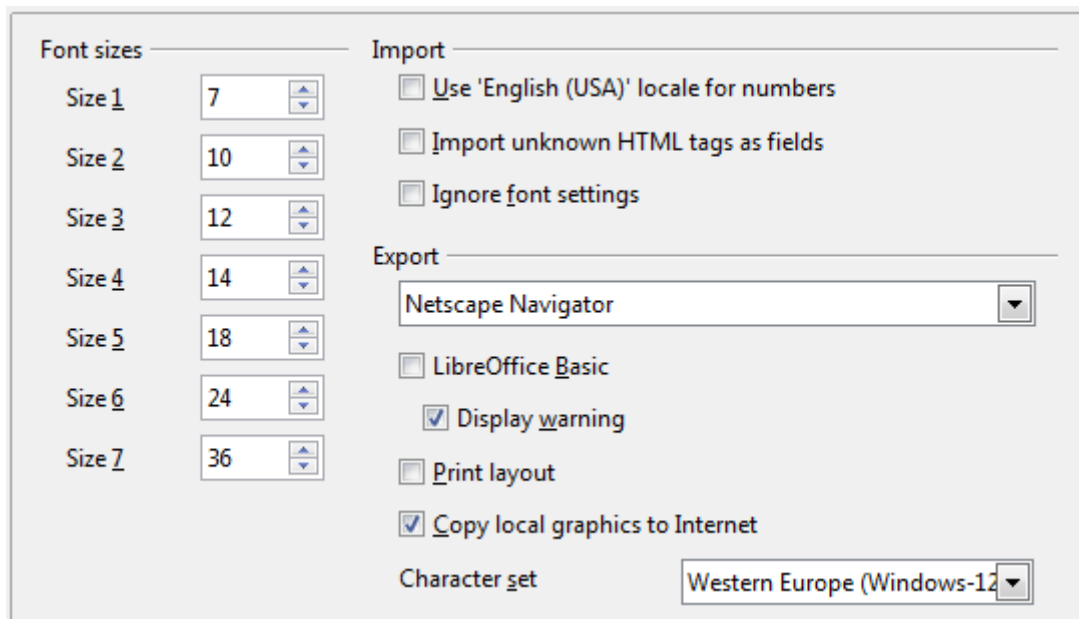 Font sizes
Size 1 7
Size 2 10
Size 3 12
Size 4 14
Size 5 18
Size 6 24
Size 7 36
Import
Use 'English (USA)' locale for numbers
Import unknown HTML tags as fields
Ignore font settings
Export
Netscape Navigator
LibreOffice Basic
Display warning
Print layout
Copy local graphics to Internet
Character set Western Europe (Windows-12